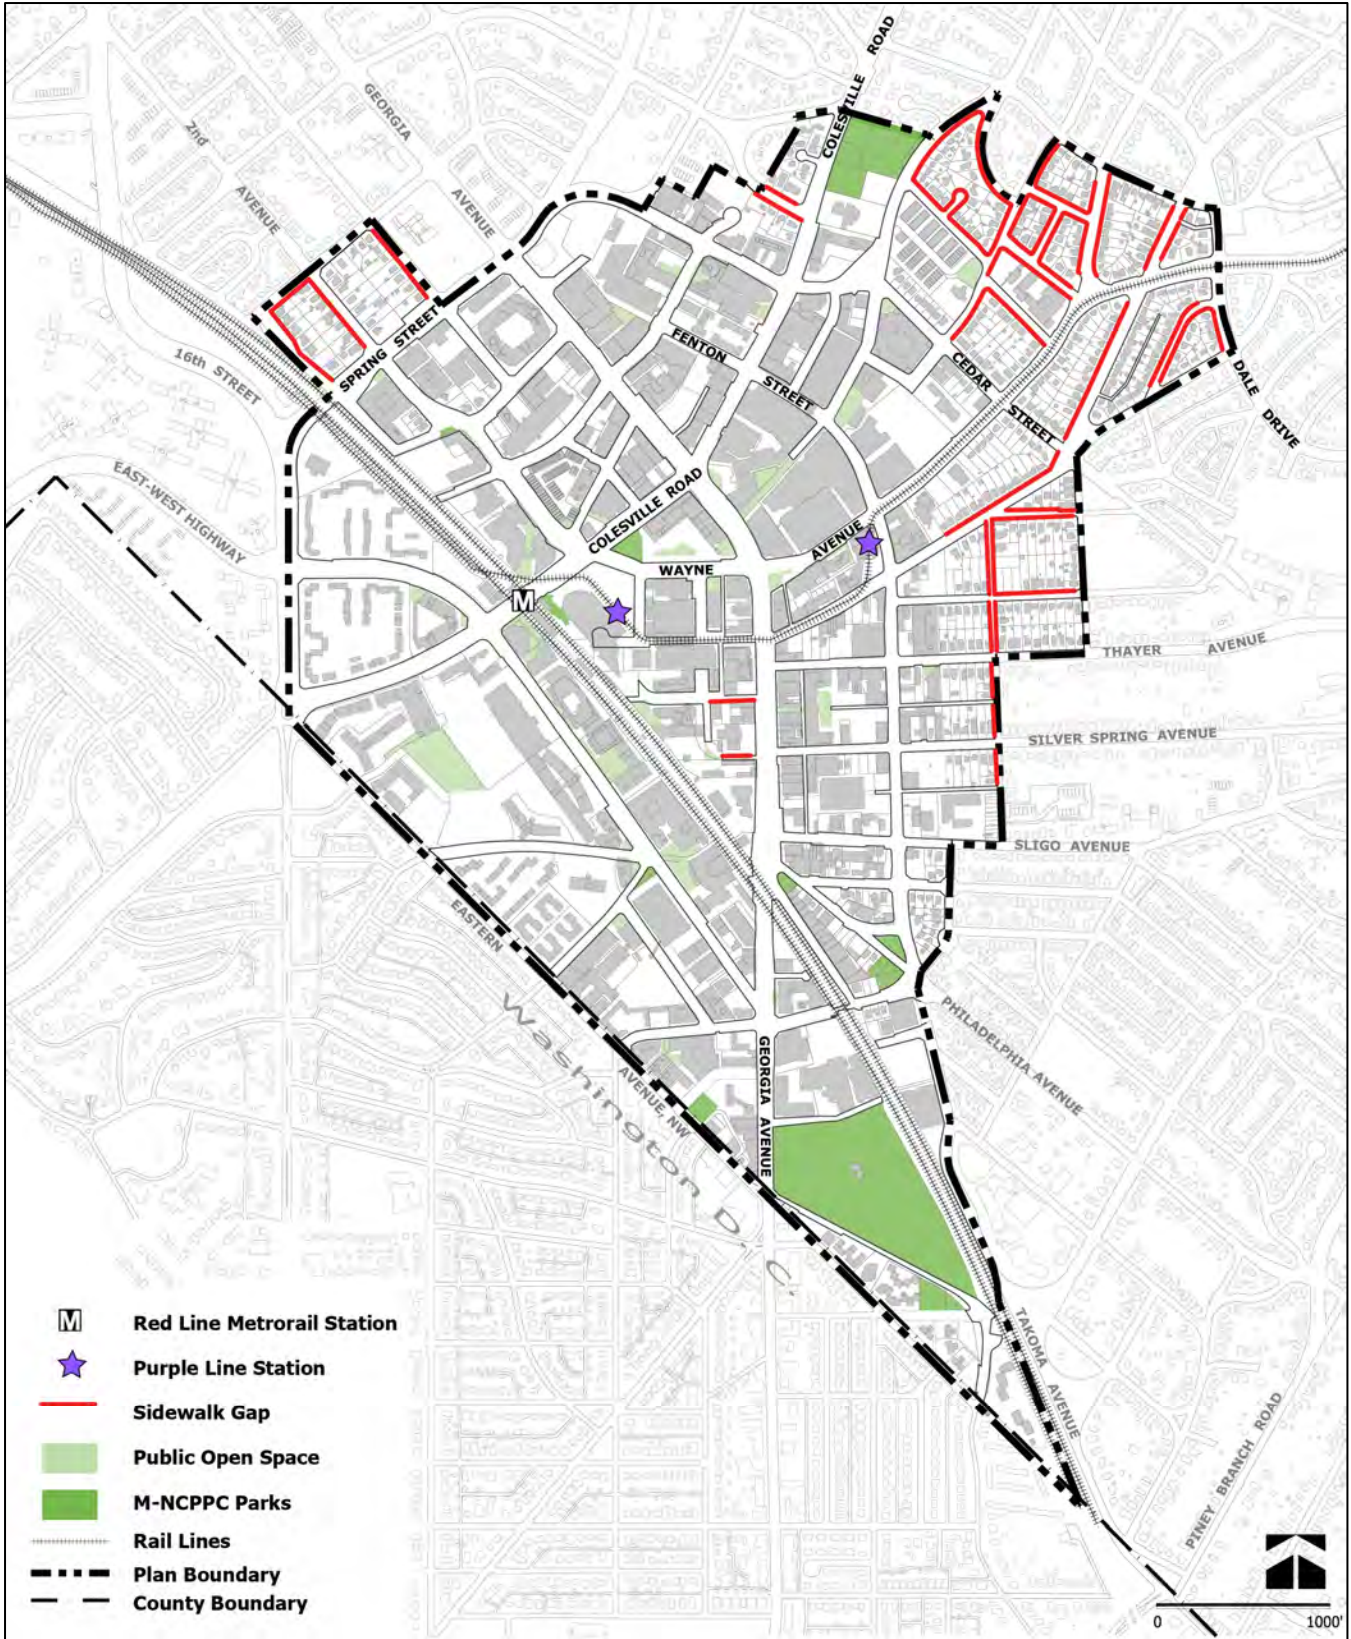 COLESVILLE ROAD
GEORGIA
AVENUE
2nd
AVENUE
SPRING STREET
16th STREET
FENTON
STREET
CEDAR
STREET
DALE DRIVE
EAST-WEST HIGHWAY
COLESVILLE ROAD
WAYNE
AVENUE
M
THAYER AVENUE
SILVER SPRING AVENUE
SLIGO AVENUE
EASTERN
AVENUE, NW
Washington D. C.
PHILADELPHIA AVENUE
GEORGIA AVENUE
TAKOMA AVENUE
PINEY BRANCH ROAD
M Red Line Metrorail Station
Purple Line Station
Sidewalk Gap
Public Open Space
M-NCPPC Parks
Rail Lines
Plan Boundary
County Boundary
0 1000'